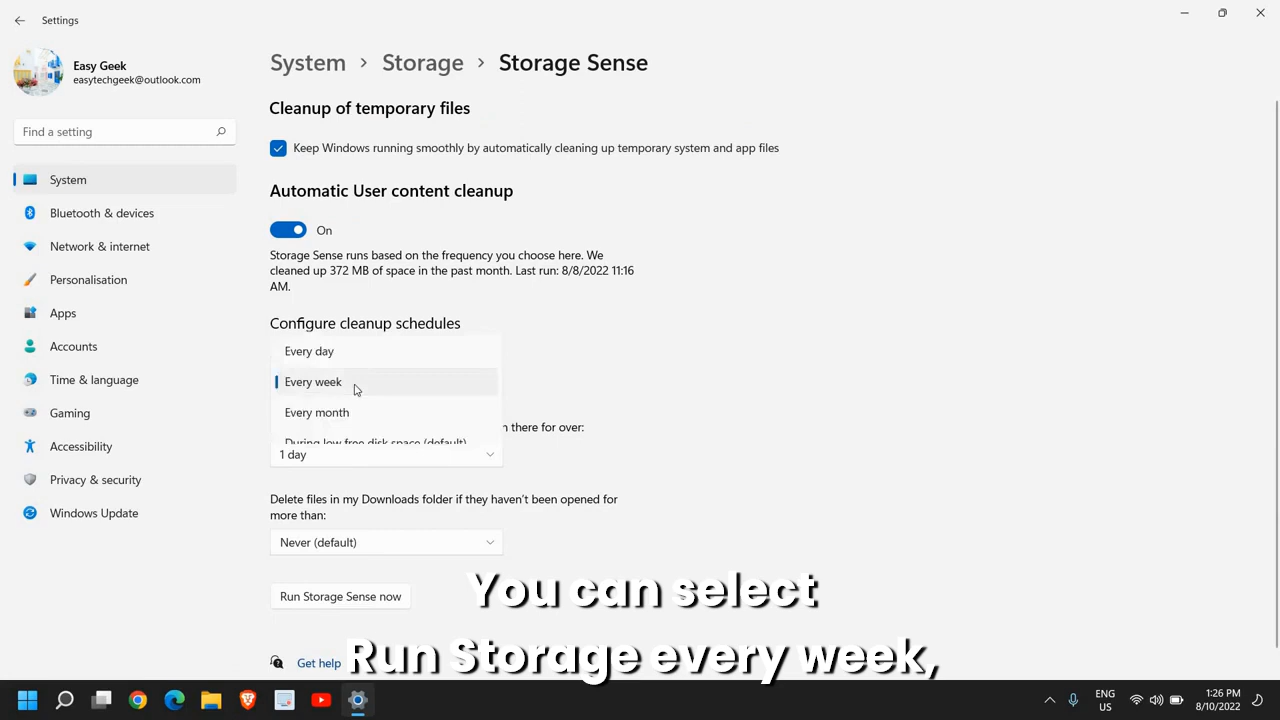 Settings
Easy Geek
easytechgeek@outlook.com
Find a setting
System
Bluetooth & devices
Network & internet
Personalisation
Apps
Accounts
Time & language
Gaming
Accessibility
Privacy & security
Windows Update
System > Storage > Storage Sense
Cleanup of temporary files
Keep Windows running smoothly by automatically cleaning up temporary system and app files
Automatic User content cleanup
On
Storage Sense runs based on the frequency you choose here. We
cleaned up 372 MB of space in the past month. Last run: 8/8/2022 11:16
AM.
Configure cleanup schedules
Every day
Every week
Every month
there for over:
During low free disk space (default)
1 day
Delete files in my Downloads folder if they haven't been opened for
more than:
Never (default)
Run Storage Sense now
Get help
You can select
Run Storage every week,
ENG
US
1:26 PM
8/10/2022